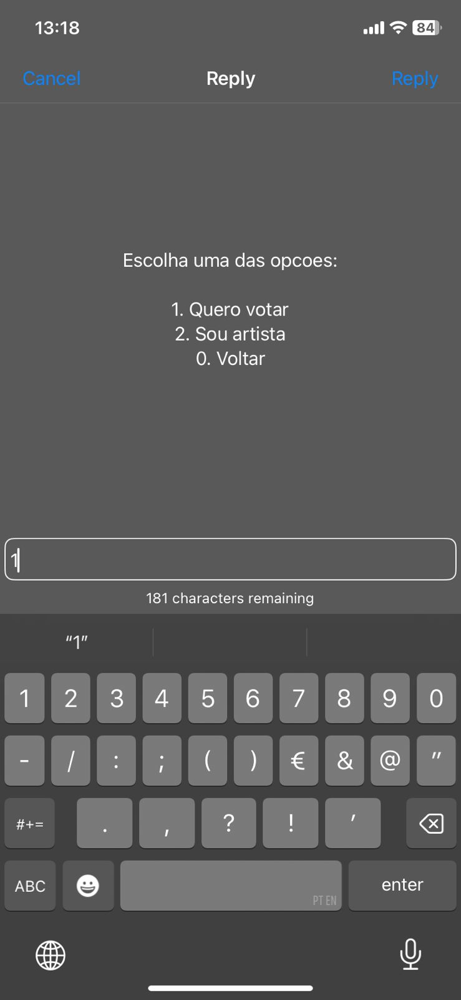 13:18 84
Cancel Reply Reply
Escolha uma das opcoes:
1. Quero votar
2. Sou artista
0. Voltar
1
181 characters remaining
“1”
1 2 3 4 5 6 7 8 9 0
- / : ; ( ) € & @ "
#+= . , ? ! '
ABC PT EN enter